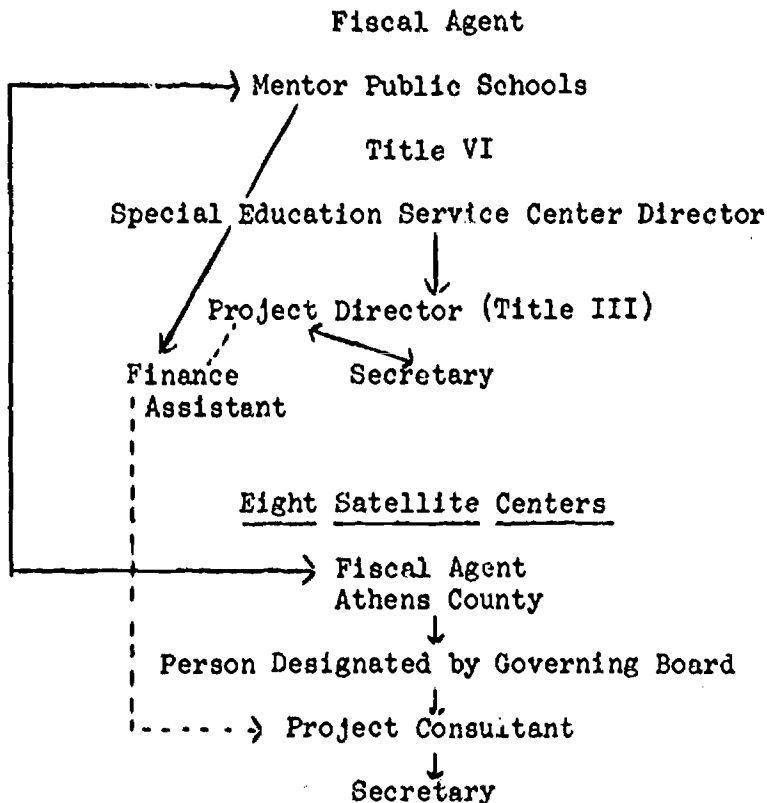 Fiscal Agent
Mentor Public Schools
Title VI
Special Education Service Center Director
Project Director (Title III)
Finance Assistant
Secretary
Eight Satellite Centers
Fiscal Agent
Athens County
Person Designated by Governing Board
Project Consultant
Secretary